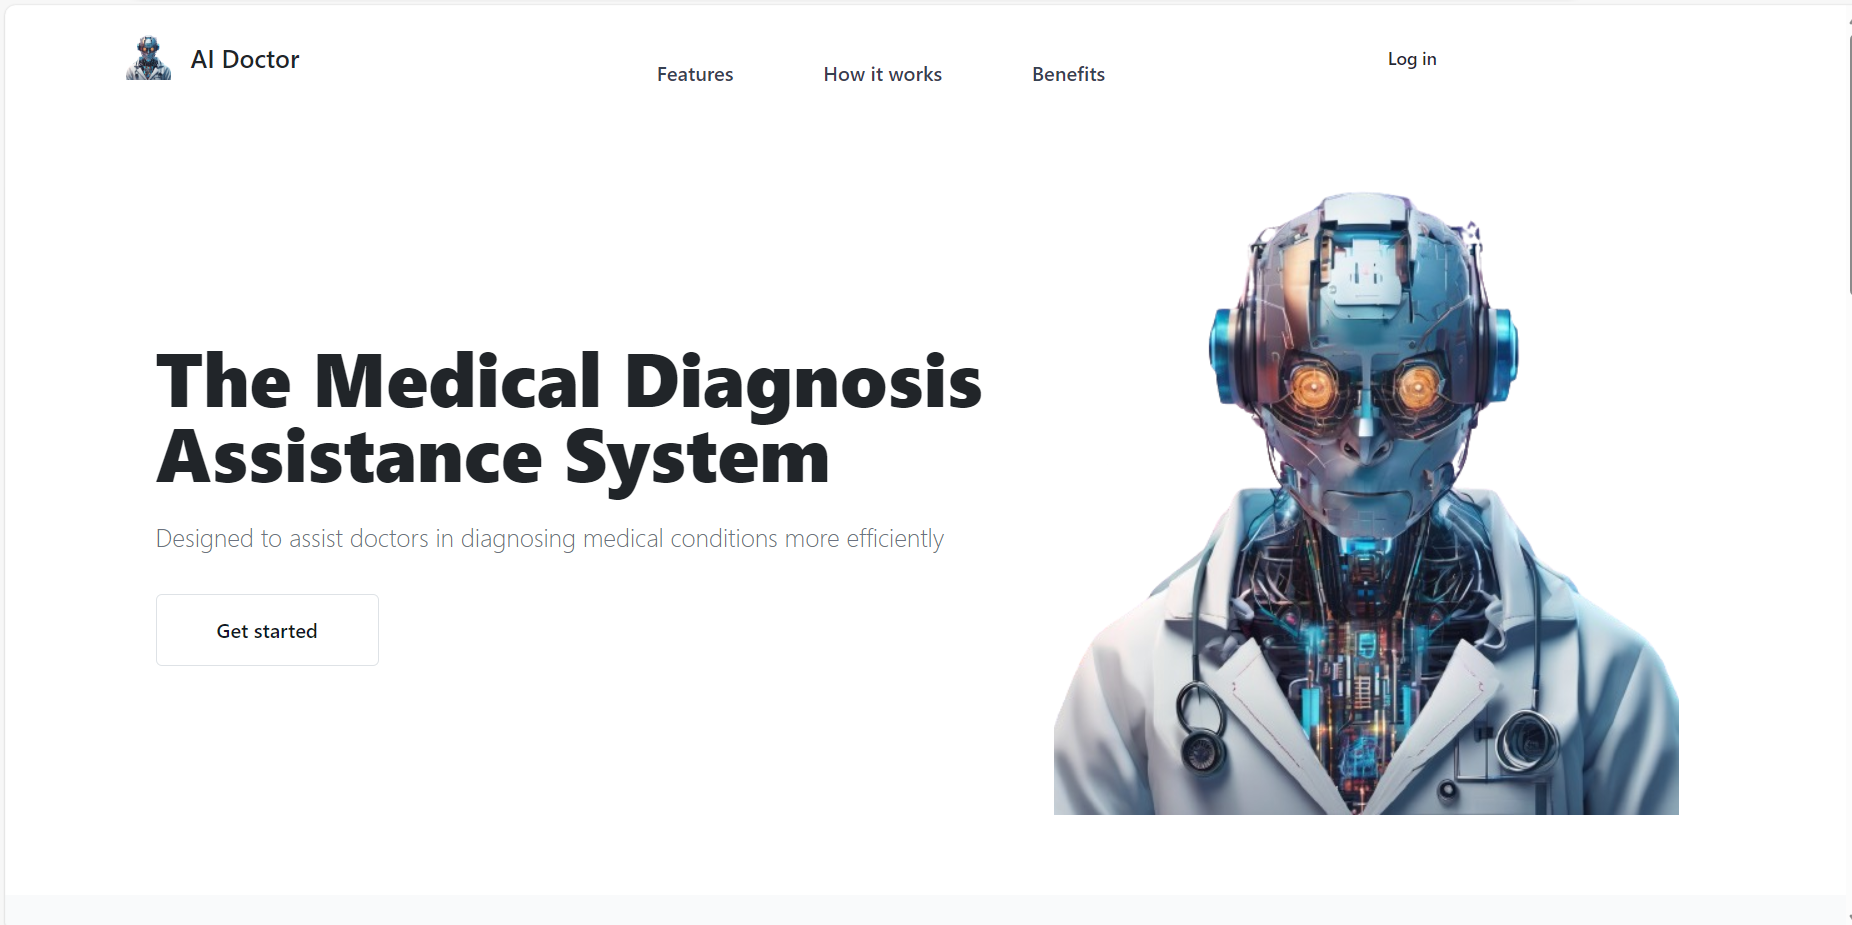 AI Doctor
Features
How it works
Benefits
Log in
The Medical Diagnosis
Assistance System
Designed to assist doctors in diagnosing medical conditions more efficiently
Get started